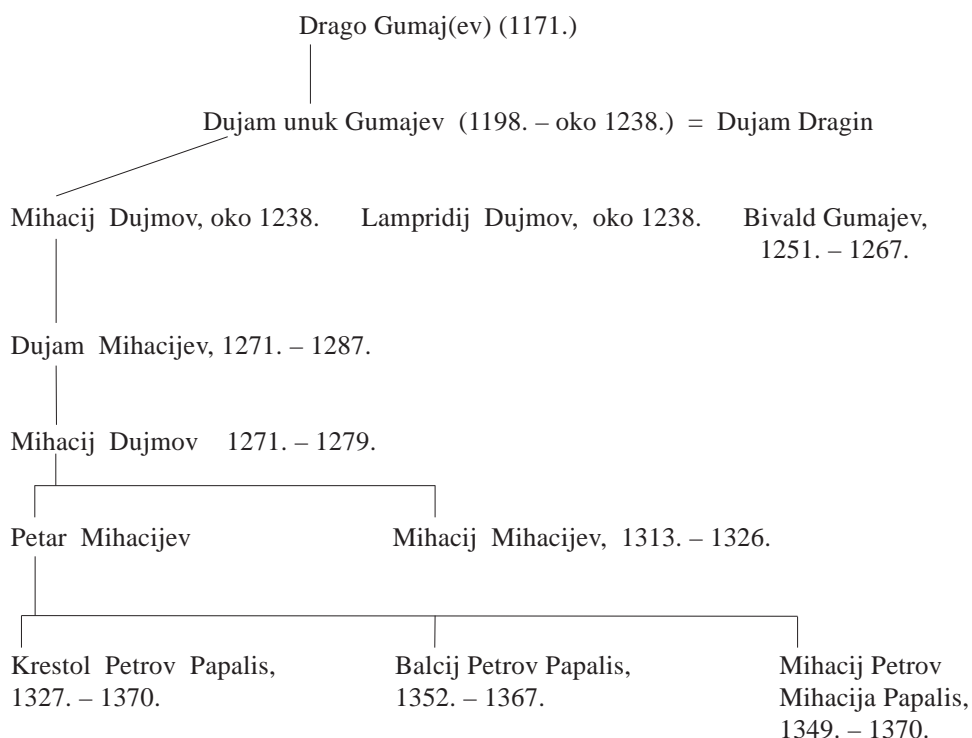 Drago Gumaj(ev) (1171.)
Dujam unuk Gumajev (1198. – oko 1238.) = Dujam Dragin
Mihacij Dujmov, oko 1238. Lampridij Dujmov, oko 1238. Bivald Gumajev,
1251. – 1267.
Dujam Mihacijev, 1271. – 1287.
Mihacij Dujmov 1271. – 1279.
Petar Mihacijev Mihacij Mihacijev, 1313. – 1326.
Krestol Petrov Papalis,
1327. – 1370.
Balcij Petrov Papalis,
1352. – 1367.
Mihacij Petrov
Mihacija Papalis,
1349. – 1370.